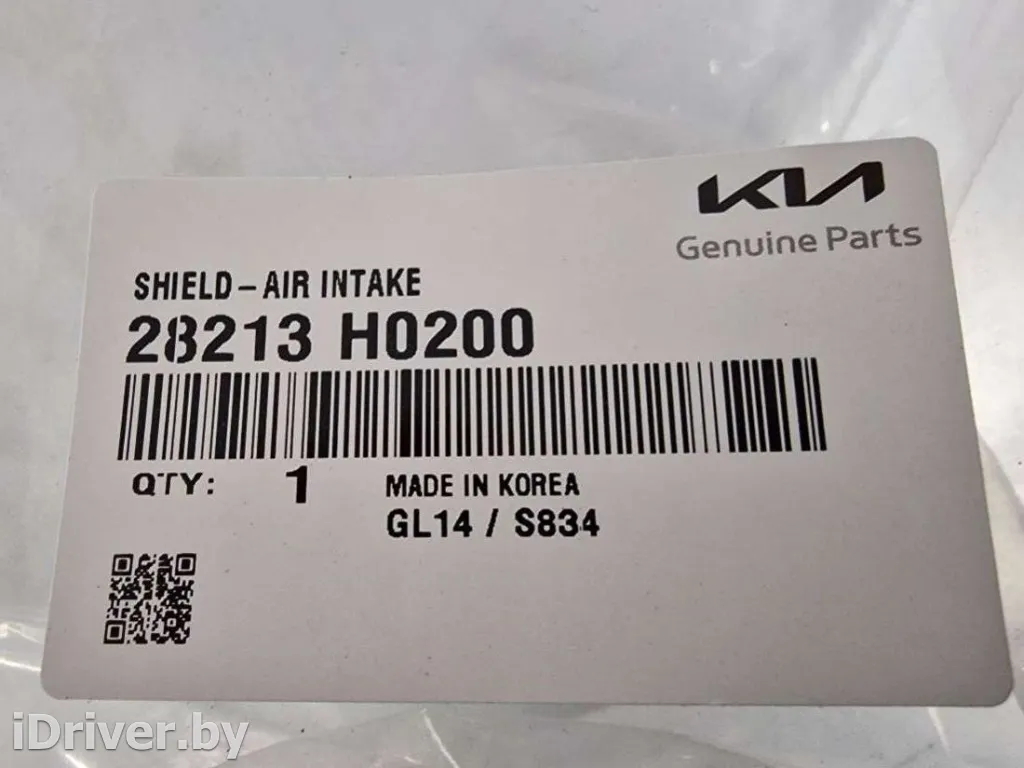 KIA
Genuine Parts
SHIELD-AIR INTAKE
28213 H0200
QTY: 1 MADE IN KOREA
GL14 / S834
iDriver.by